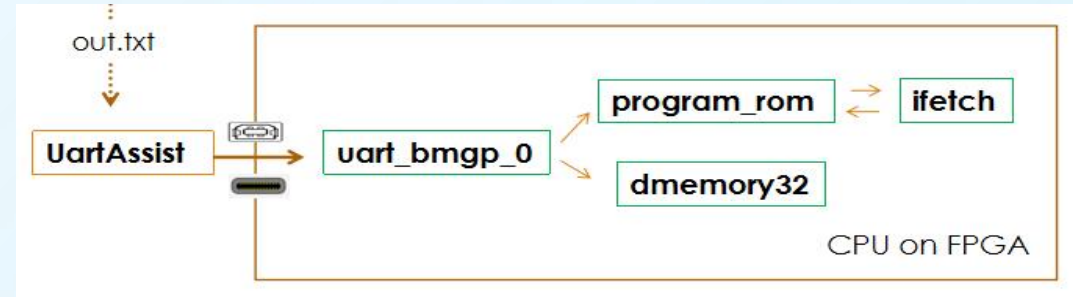 out.txt
program_rom
ifetch
UartAssist
uart_bmgp_0
dmemory32
CPU on FPGA